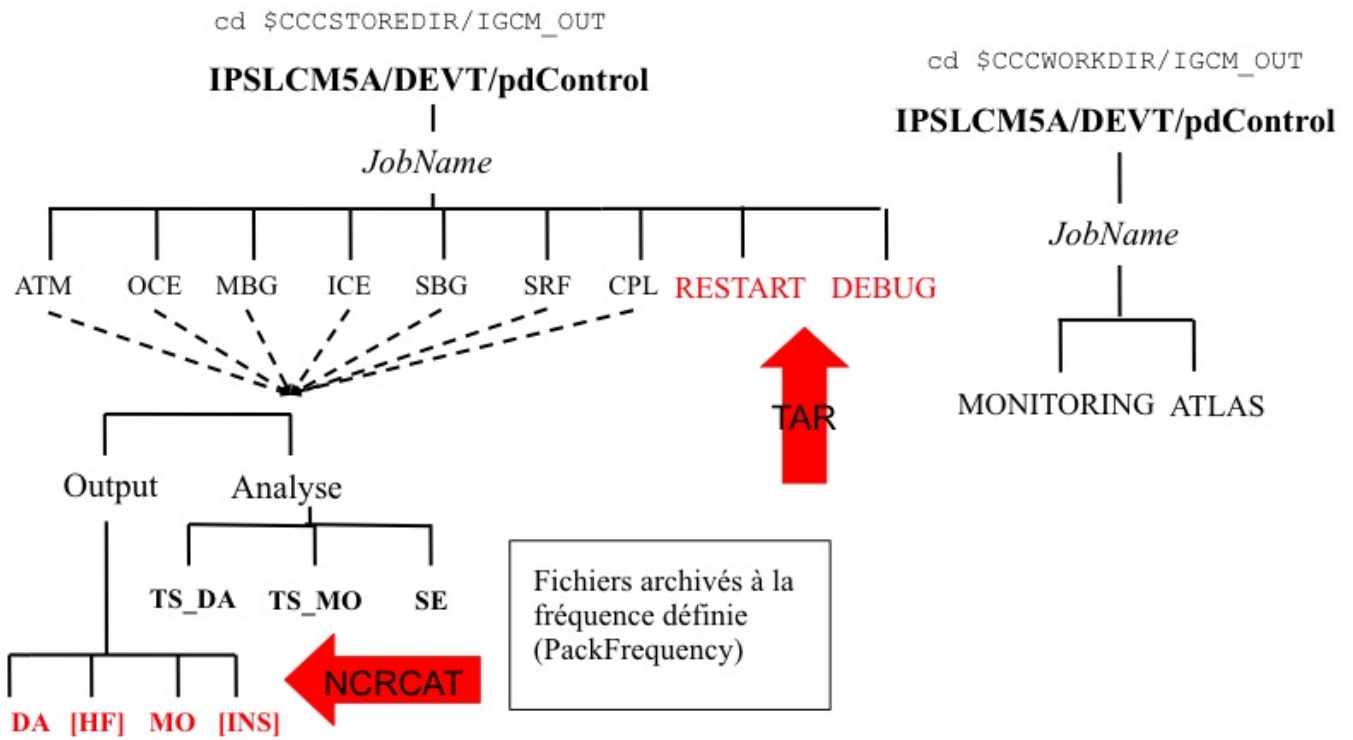 cd $CCCSTOREDIR/IGCM_OUT
IPSLCM5A/DEVT/pdControl
JobName
ATM OCE MBG ICE SBG SRF CPL RESTART DEBUG
TAR
Output Analyse
TS_DA TS_MO SE
NCRCAT
DA [HF] MO [INS]
Fichiers archivés à la
fréquence définie
(PackFrequency)
cd $CCCWORKDIR/IGCM_OUT
IPSLCM5A/DEVT/pdControl
JobName
MONITORING ATLAS